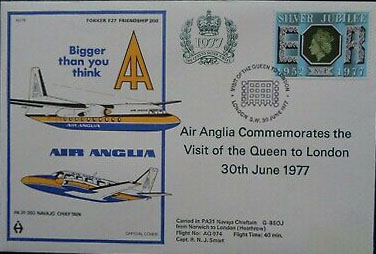 FOKKER F27 FRIENDSHIP 200
Bigger
than you
think
AIR ANGLIA
AIR ANGLIA
PA 31-350 NAVAJO CHIEFTAIN
OFFICIAL COVER
1977
SILVER JUBILEE
E R
1952 1977
VISIT OF THE QUEEN TO LONDON
LONDON S.W. 30 JUNE 1977
Air Anglia Commemorates the
Visit of the Queen to London
30th June 1977
Carried in PA31 Navajo Chieftain G-BEOJ
from Norwich to London (Heathrow)
Flight No: AQ974 Flight Time: 40 min.
Capt. R. N. J. Smart